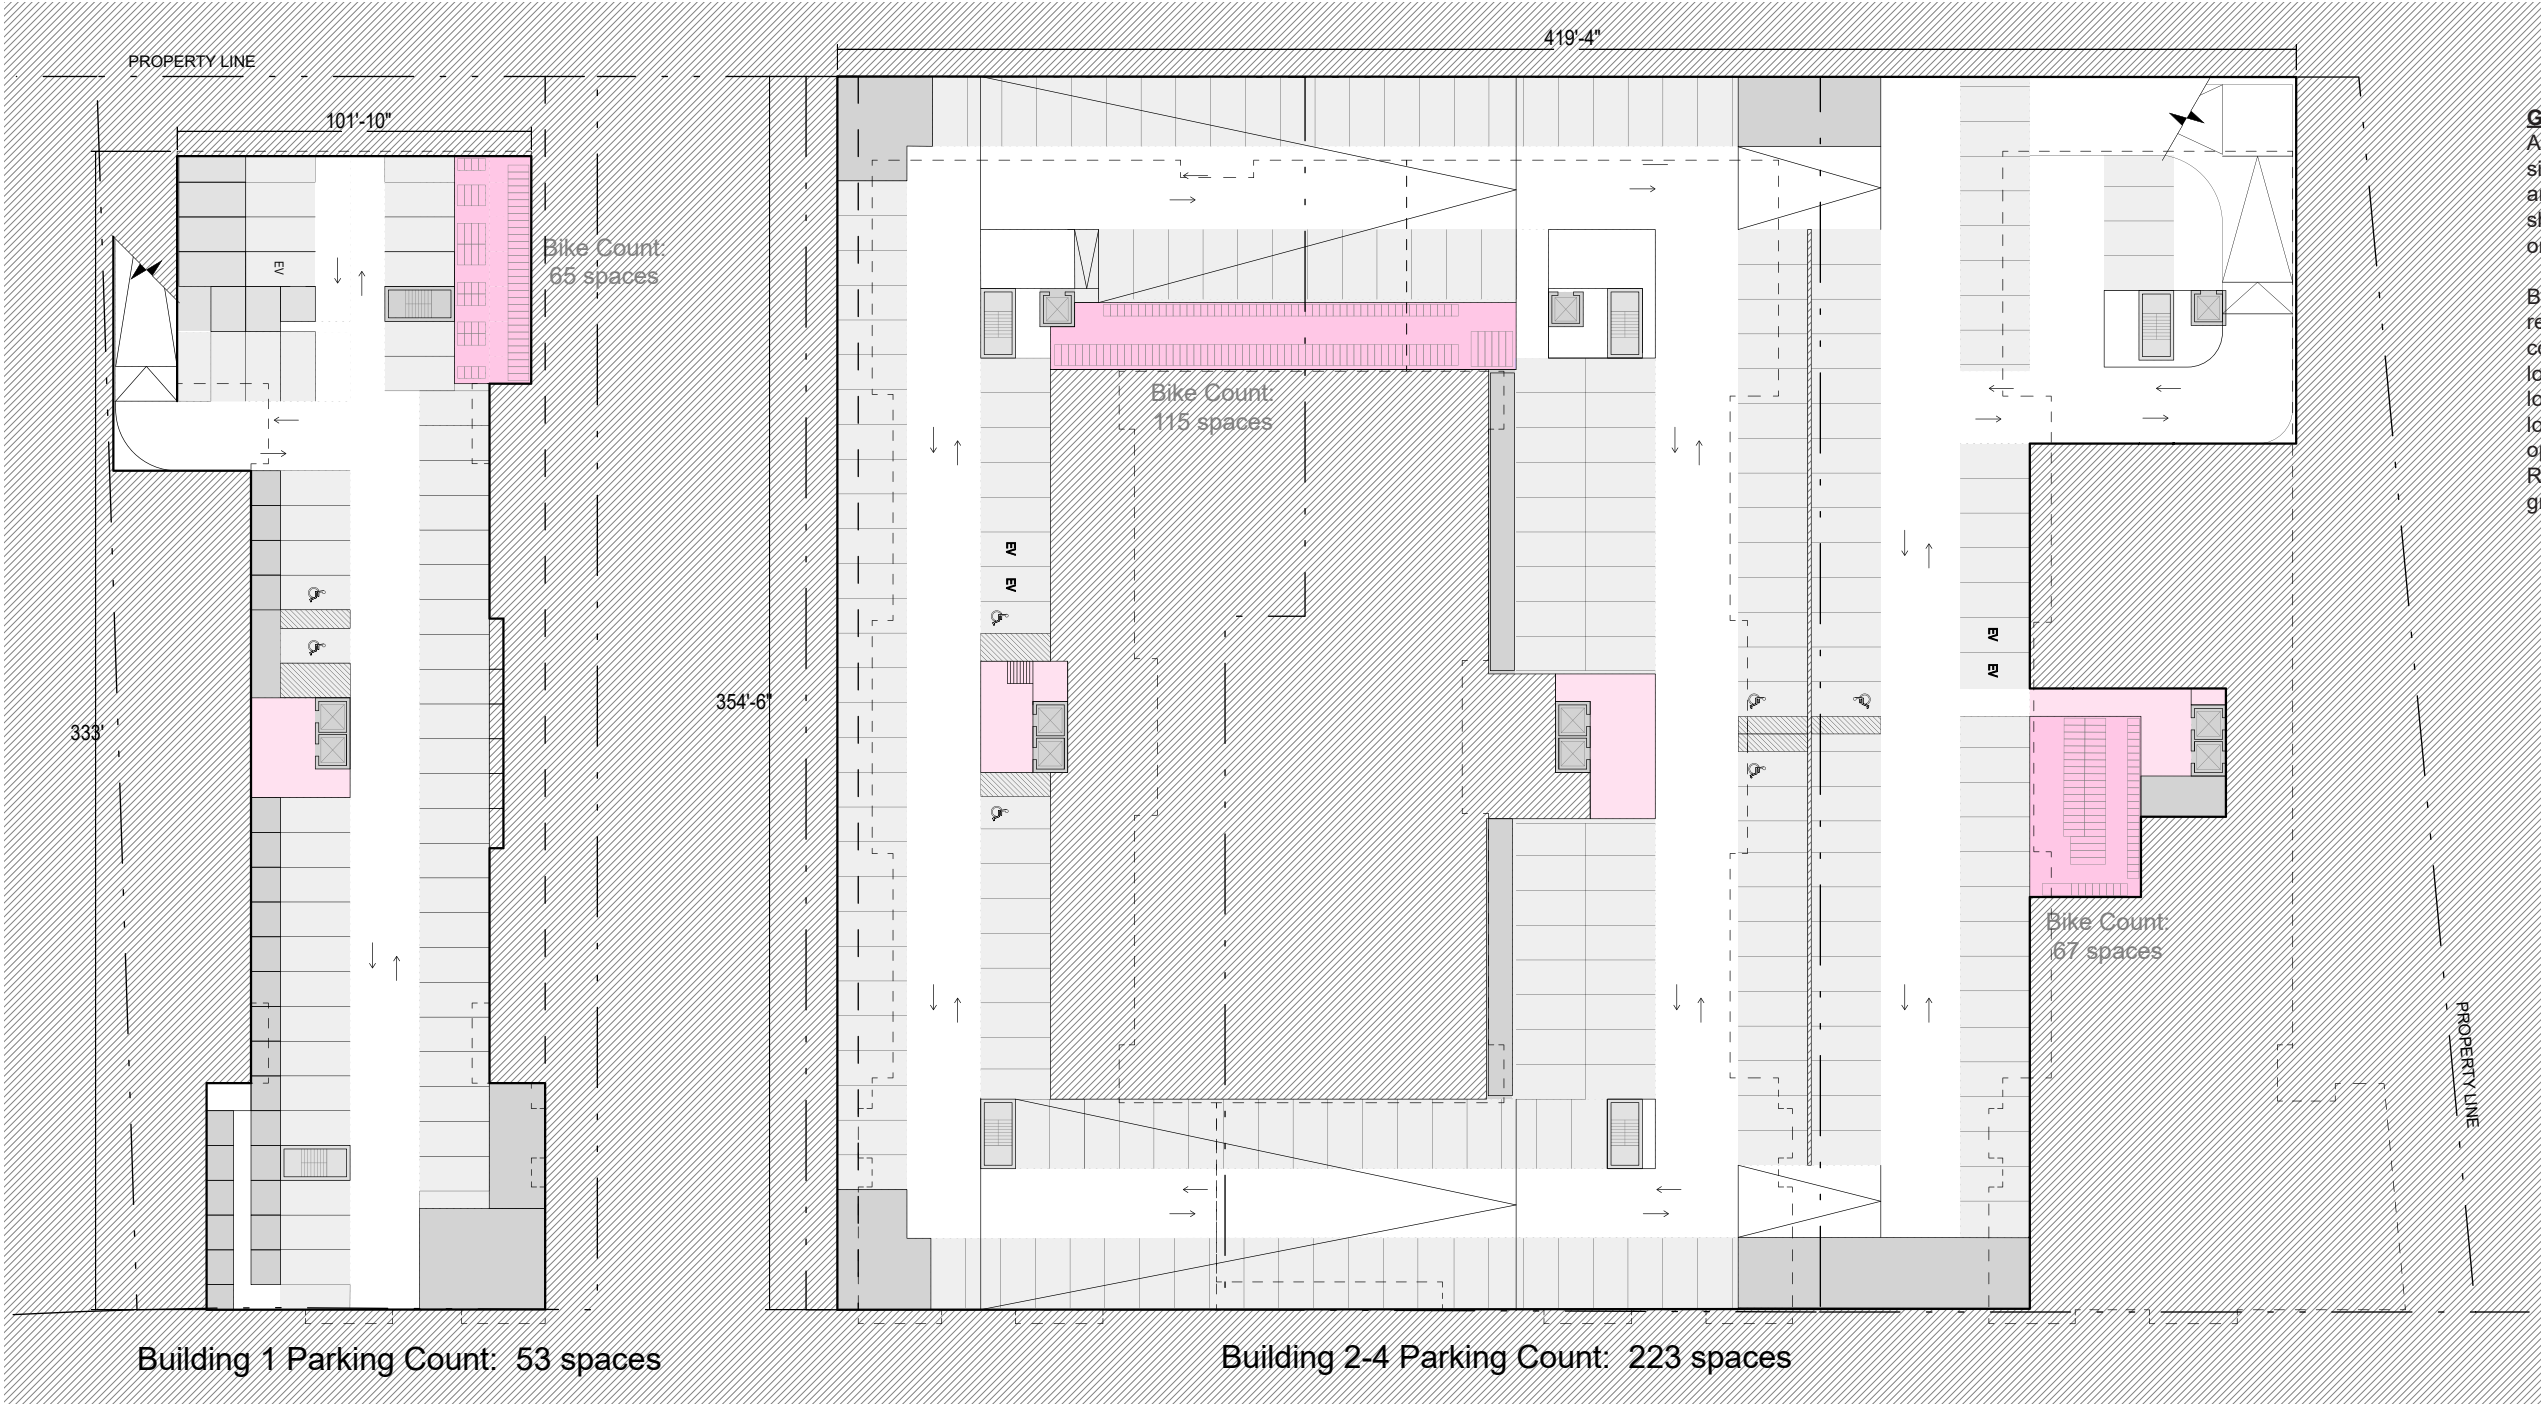 419'-4"
PROPERTY LINE
101'-10"
Bike Count:
65 spaces
EV
Bike Count:
115 spaces
EV
EV
EV
EV
354'-6"
333'
Bike Count:
67 spaces
PROPERTY LINE
Building 1 Parking Count: 53 spaces
Building 2-4 Parking Count: 223 spaces